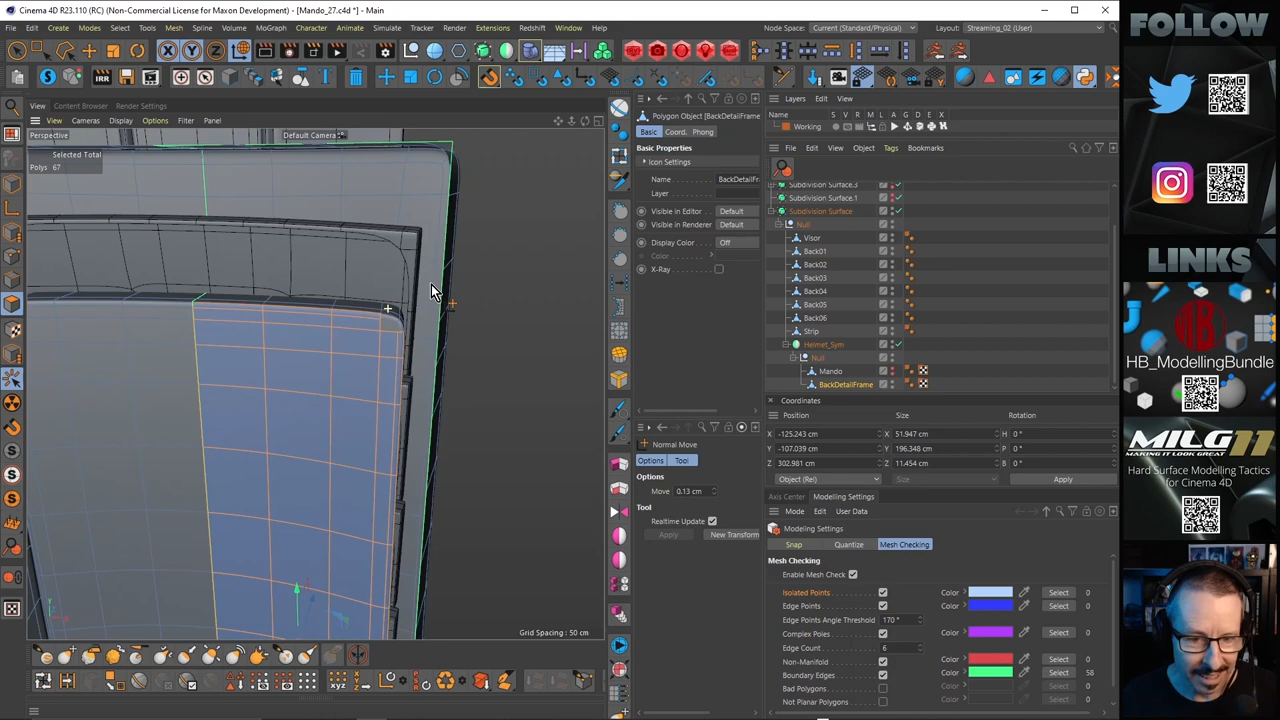 Cinema 4D R23.110 (RC) (Non-Commercial License for Maxon Development) - [Mando_27.c4d *] - Main
File Edit Create Modes Select Tools Mesh Spline Volume MoGraph Character Animate Simulate Tracker Render Extensions Redshift Window Help
Node Space: Current (Standard/Physical) Layout: Streaming_02 (User)
X Y Z
IRR
View Content Browser Render Settings
View Cameras Display Options Filter Panel
Perspective
Default Camera
Selected Total
Polys 67
Grid Spacing : 50 cm
Polygon Object [BackDetailFrame
Basic Coord. Phong
Basic Properties
Icon Settings
Name BackDetailFr
Layer
Visible in Editor Default
Visible in Renderer Default
Display Color Off
Color
X-Ray
Normal Move
Options Tool
Options
Move 0.13 cm
Tool
Realtime Update
Apply New Transform
Layers Edit View
Name S V R M L A G D E X
Working
File Edit View Object Tags Bookmarks
Subdivision Surface.3
Subdivision Surface.1
Subdivision Surface
Null
Visor
Back01
Back02
Back03
Back04
Back05
Back06
Strip
Helmet_Sym
Null
Mando
BackDetailFrame
Coordinates
Position Size Rotation
X -125.243 cm X 51.947 cm H 0 °
Y -107.039 cm Y 196.348 cm P 0 °
Z 302.981 cm Z 11.454 cm B 0 °
Object (Rel) Size Apply
Axis Center Modelling Settings
Mode Edit User Data
Modeling Settings
Snap Quantize Mesh Checking
Mesh Checking
Enable Mesh Check
Isolated Points Color Select 0
Edge Points Color Select 0
Edge Points Angle Threshold 170 °
Complex Poles Color Select 0
Edge Count 6
Non-Manifold Color Select 0
Boundary Edges Color Select 58
Bad Polygons Color Select
Not Planar Polygons Color Select
FOLLOW
LINKS
HB_ModellingBundle
MILG11
MAKING IT LOOK GREAT
Hard Surface Modelling Tactics
for Cinema 4D